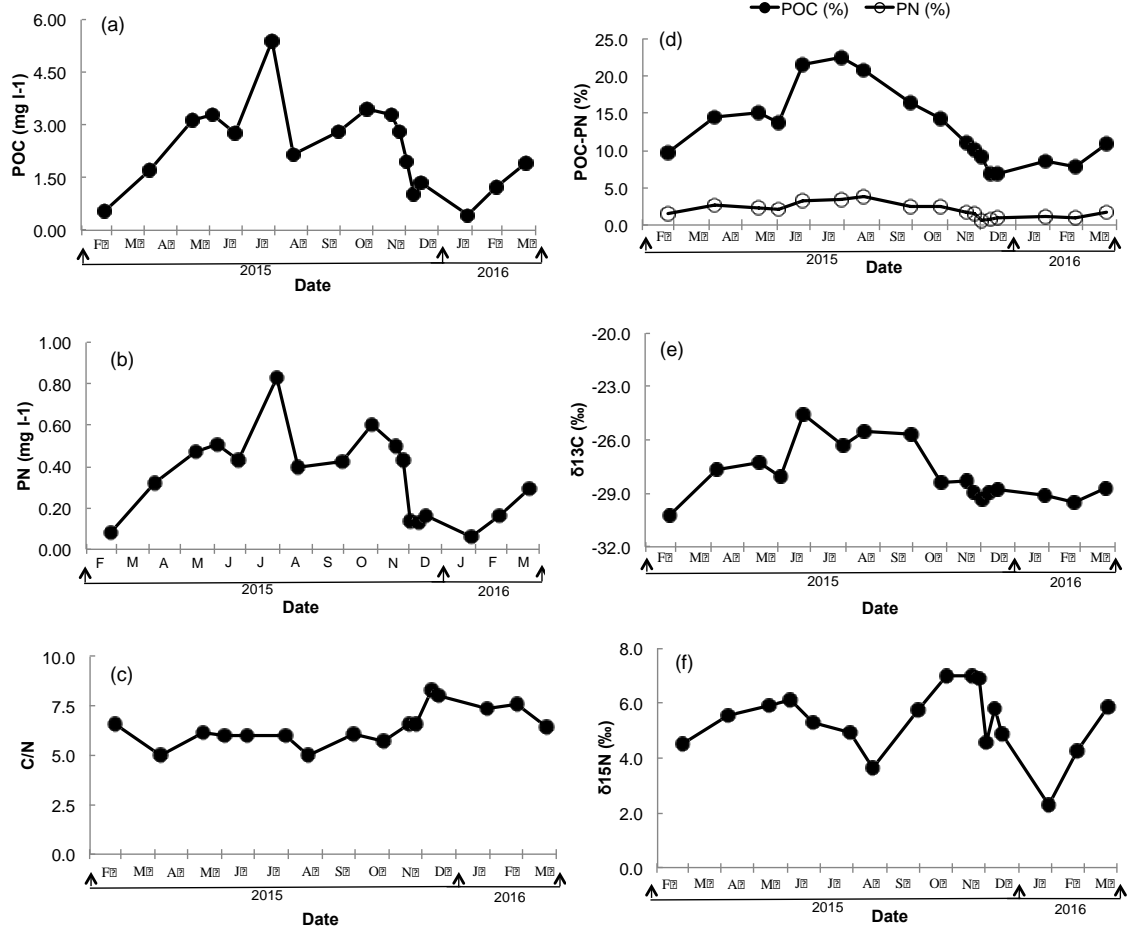 (a)
POC (mg l-1)
6.00
4.50
3.00
1.50
0.00
F⍰ M⍰ A⍰ M⍰ J⍰ J⍰ A⍰ S⍰ O⍰ N⍰ D⍰ J⍰ F⍰ M⍰
2015 2016
Date
(b)
PN (mg l-1)
1.00
0.80
0.60
0.40
0.20
0.00
F M A M J J A S O N D J F M
2015 2016
Date
(c)
C/N
10.0
7.5
5.0
2.5
0.0
F⍰ M⍰ A⍰ M⍰ J⍰ J⍰ A⍰ S⍰ O⍰ N⍰ D⍰ J⍰ F⍰ M⍰
2015 2016
Date
POC (%) PN (%)
(d)
POC-PN (%)
25.0
20.0
15.0
10.0
5.0
0.0
F⍰ M⍰ A⍰ M⍰ J⍰ J⍰ A⍰ S⍰ O⍰ N⍰ D⍰ J⍰ F⍰ M⍰
2015 2016
Date
(e)
δ13C (‰)
-20.0
-23.0
-26.0
-29.0
-32.0
F⍰ M⍰ A⍰ M⍰ J⍰ J⍰ A⍰ S⍰ O⍰ N⍰ D⍰ J⍰ F⍰ M⍰
2015 2016
Date
(f)
δ15N (‰)
8.0
6.0
4.0
2.0
0.0
F⍰ M⍰ A⍰ M⍰ J⍰ J⍰ A⍰ S⍰ O⍰ N⍰ D⍰ J⍰ F⍰ M⍰
2015 2016
Date